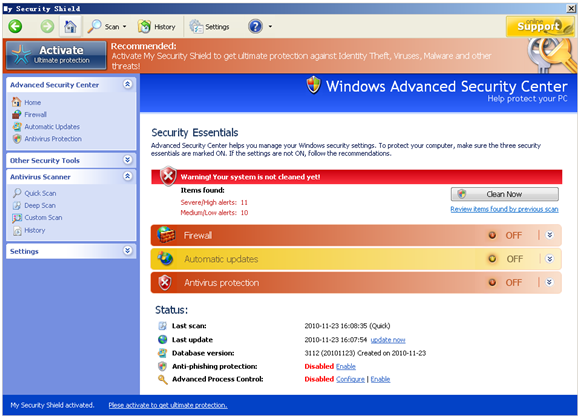 My Security Shield
Scan
History
Settings
online
Support
Activate
Ultimate protection
Recommended:
Activate My Security Shield to get ultimate protection against Identity Theft, Viruses, Malware and other
threats!
Advanced Security Center
Home
Firewall
Automatic Updates
Antivirus Protection
Other Security Tools
Antivirus Scanner
Quick Scan
Deep Scan
Custom Scan
History
Settings
Windows Advanced Security Center
Help protect your PC
Security Essentials
Advanced Security Center helps you manage your Windows security settings. To protect your computer, make sure the three security
essentials are marked ON. If the settings are not ON, follow the recommendations.
Warning! Your system is not cleaned yet!
Items found:
Severe/High alerts: 11
Medium/Low alerts: 10
Clean Now
Review items found by previous scan
Firewall OFF
Automatic updates OFF
Antivirus protection OFF
Status:
Last scan: 2010-11-23 16:08:35 (Quick)
Last update 2010-11-23 16:07:54 update now
Database version: 3112 (20101123) Created on 2010-11-23
Anti-phishing protection: Disabled Enable
Advanced Process Control: Disabled Configure | Enable
My Security Shield activated. Plese activate to get ultimate protection.